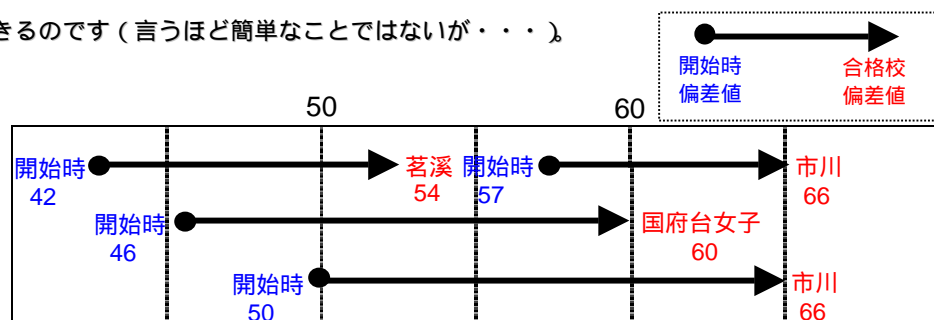 きるのです（言うほど簡単なことではないが・・・）。
開始時 合格校
偏差値 偏差値
50 60
開始時 茗溪 開始時 市川
42 54 57 66
開始時 国府台女子
46 60
開始時 市川
50 66